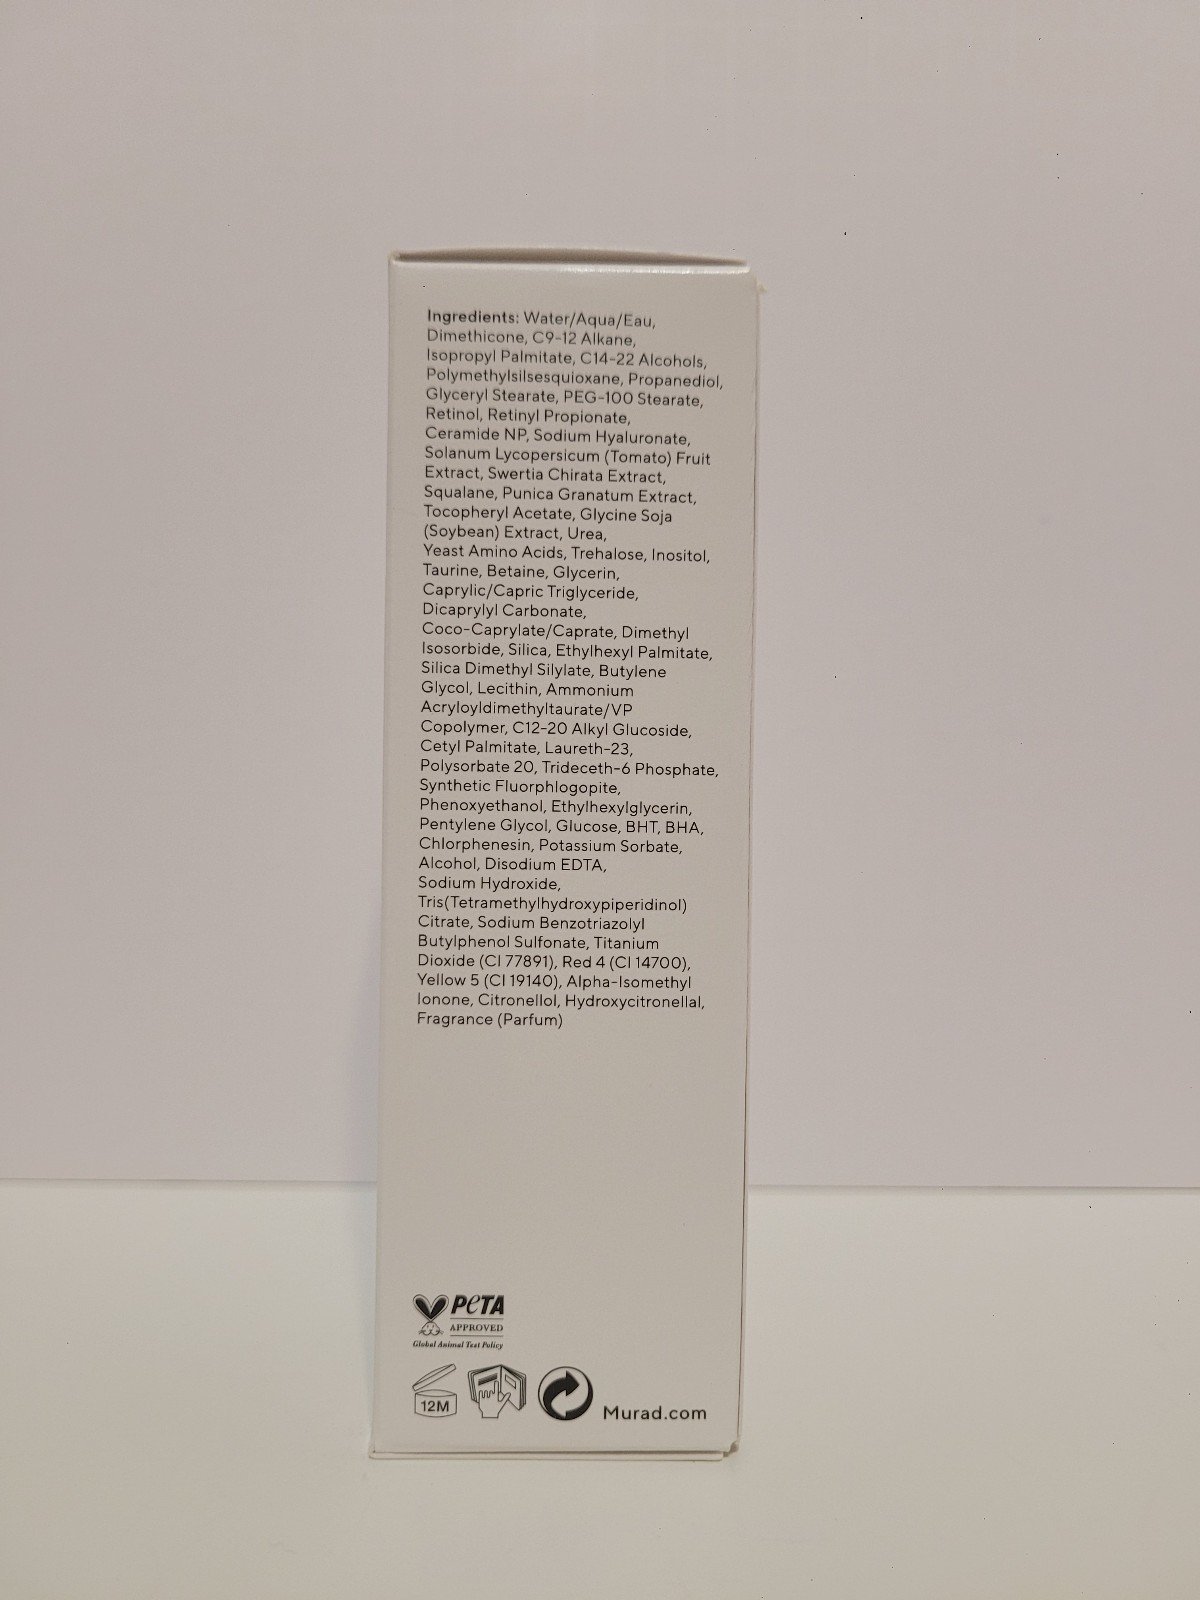 Ingredients: Water/Aqua/Eau,
Dimethicone, C9-12 Alkane,
Isopropyl Palmitate, C14-22 Alcohols,
Polymethylsilsesquioxane, Propanediol,
Glyceryl Stearate, PEG-100 Stearate,
Retinol, Retinyl Propionate,
Ceramide NP, Sodium Hyaluronate,
Solanum Lycopersicum (Tomato) Fruit
Extract, Swertia Chirata Extract,
Squalane, Punica Granatum Extract,
Tocopheryl Acetate, Glycine Soja
(Soybean) Extract, Urea,
Yeast Amino Acids, Trehalose, Inositol,
Taurine, Betaine, Glycerin,
Caprylic/Capric Triglyceride,
Dicaprylyl Carbonate,
Coco-Caprylate/Caprate, Dimethyl
Isosorbide, Silica, Ethylhexyl Palmitate,
Silica Dimethyl Silylate, Butylene
Glycol, Lecithin, Ammonium
Acryloyldimethyltaurate/VP
Copolymer, C12-20 Alkyl Glucoside,
Cetyl Palmitate, Laureth-23,
Polysorbate 20, Trideceth-6 Phosphate,
Synthetic Fluorphlogopite,
Phenoxyethanol, Ethylhexylglycerin,
Pentylene Glycol, Glucose, BHT, BHA,
Chlorphenesin, Potassium Sorbate,
Alcohol, Disodium EDTA,
Sodium Hydroxide,
Tris(Tetramethylhydroxypiperidinol)
Citrate, Sodium Benzotriazolyl
Butylphenol Sulfonate, Titanium
Dioxide (CI 77891), Red 4 (CI 14700),
Yellow 5 (CI 19140), Alpha-Isomethyl
Ionone, Citronellol, Hydroxycitronellal,
Fragrance (Parfum)
PeTA
APPROVED
Global Animal Test Policy
12M
Murad.com